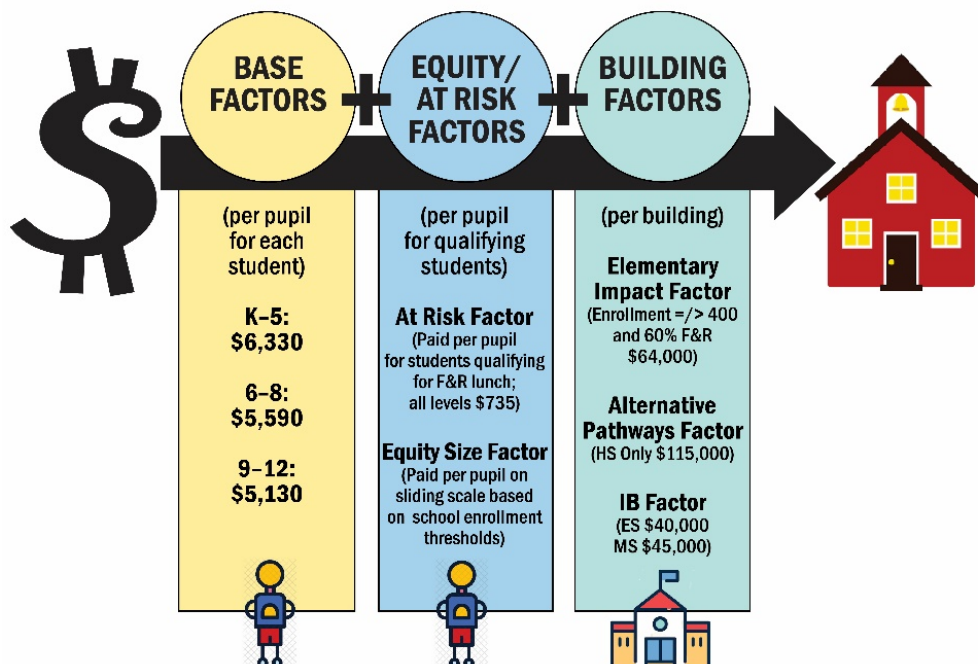 BASE
FACTORS
(per pupil
for each
student)
K–5:
$6,330
6–8:
$5,590
9–12:
$5,130
+
EQUITY/
AT RISK
FACTORS
(per pupil
for qualifying
students)
At Risk Factor
(Paid per pupil
for students qualifying
for F&R lunch;
all levels $735)
Equity Size Factor
(Paid per pupil on
sliding scale based
on school enrollment
thresholds)
+
BUILDING
FACTORS
(per building)
Elementary
Impact Factor
(Enrollment =/> 400
and 60% F&R
$64,000)
Alternative
Pathways Factor
(HS Only $115,000)
IB Factor
(ES $40,000
MS $45,000)
$